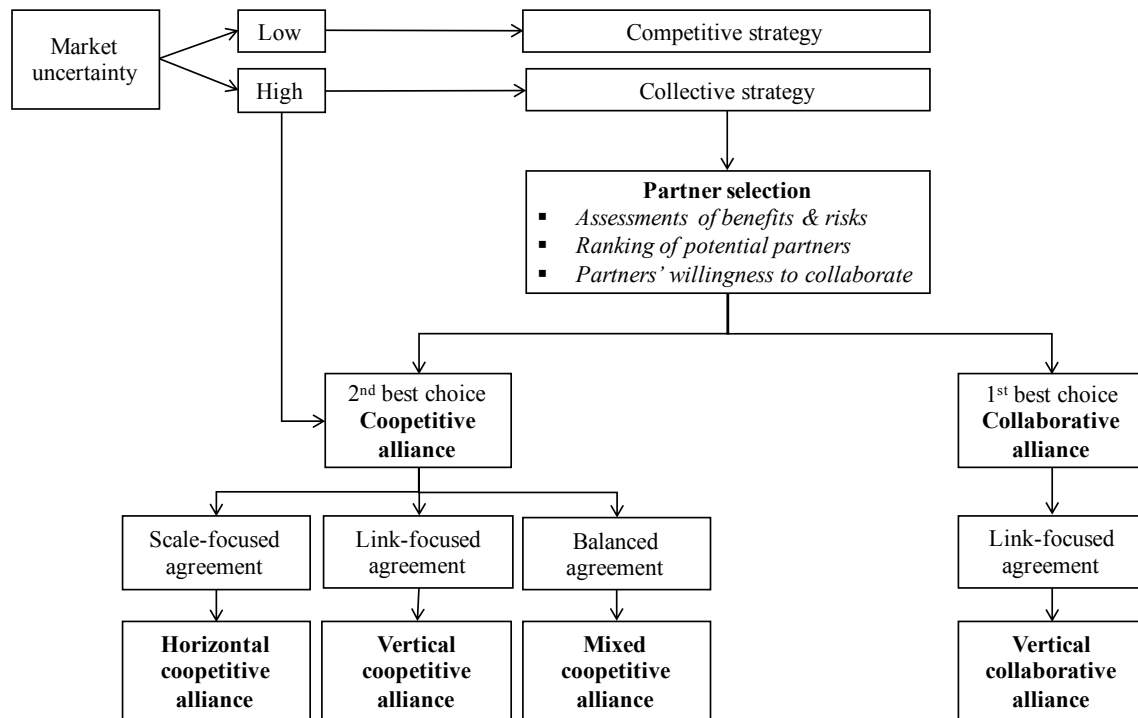 Market
uncertainty
Low
Competitive strategy
High
Collective strategy
Partner selection
▪ Assessments of benefits & risks
▪ Ranking of potential partners
▪ Partners’ willingness to collaborate
2nd best choice
Coopetitive
alliance
1st best choice
Collaborative
alliance
Scale-focused
agreement
Link-focused
agreement
Balanced
agreement
Link-focused
agreement
Horizontal
coopetitive
alliance
Vertical
coopetitive
alliance
Mixed
coopetitive
alliance
Vertical
collaborative
alliance